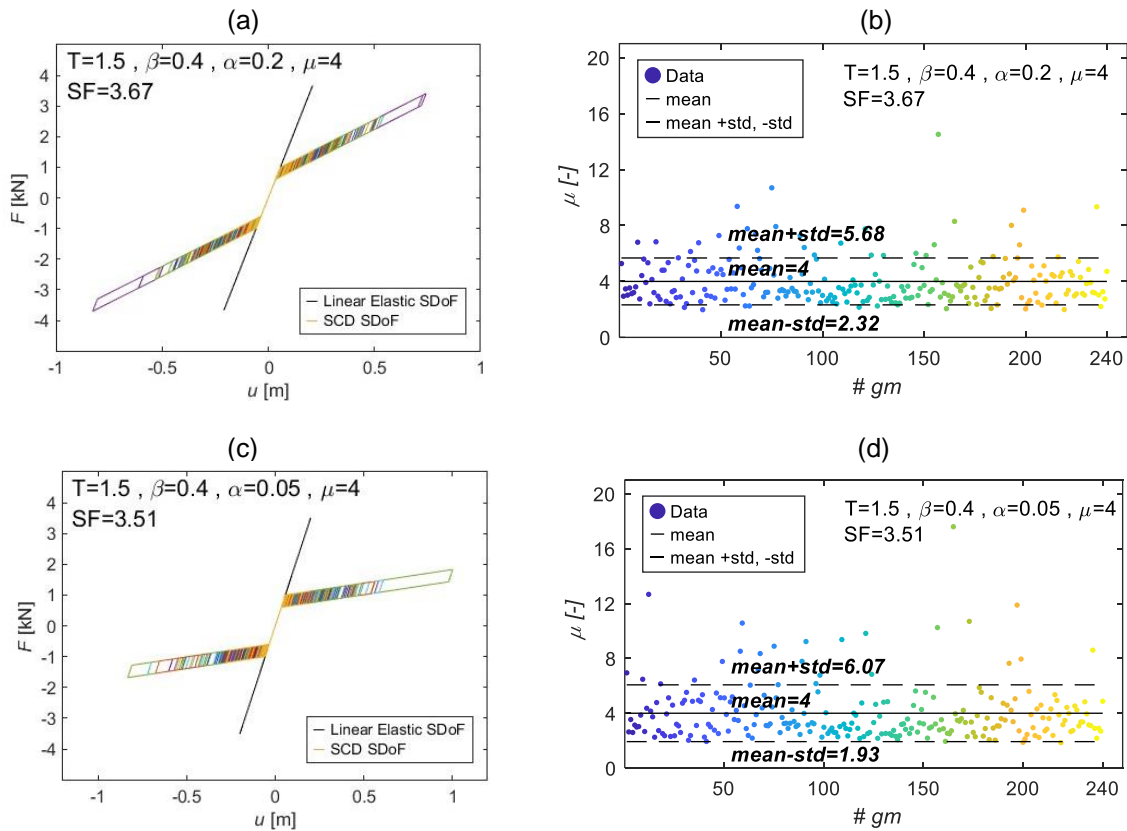 (a)
T=1.5 , β=0.4 , α=0.2 , μ=4
SF=3.67
4
3
2
1
0
-1
-2
-3
-4
F [kN]
Linear Elastic SDoF
SCD SDoF
-1
-0.5
0
0.5
1
u [m]
(b)
20
16
12
8
4
0
μ [-]
Data
mean
mean +std, -std
T=1.5 , β=0.4 , α=0.2 , μ=4
SF=3.67
mean+std=5.68
mean=4
mean-std=2.32
50
100
150
200
240
# gm
(c)
T=1.5 , β=0.4 , α=0.05 , μ=4
SF=3.51
4
3
2
1
0
-1
-2
-3
-4
F [kN]
Linear Elastic SDoF
SCD SDoF
-1
-0.5
0
0.5
1
u [m]
(d)
20
16
12
8
4
0
μ [-]
Data
mean
mean +std, -std
T=1.5 , β=0.4 , α=0.05 , μ=4
SF=3.51
mean+std=6.07
mean=4
mean-std=1.93
50
100
150
200
240
# gm